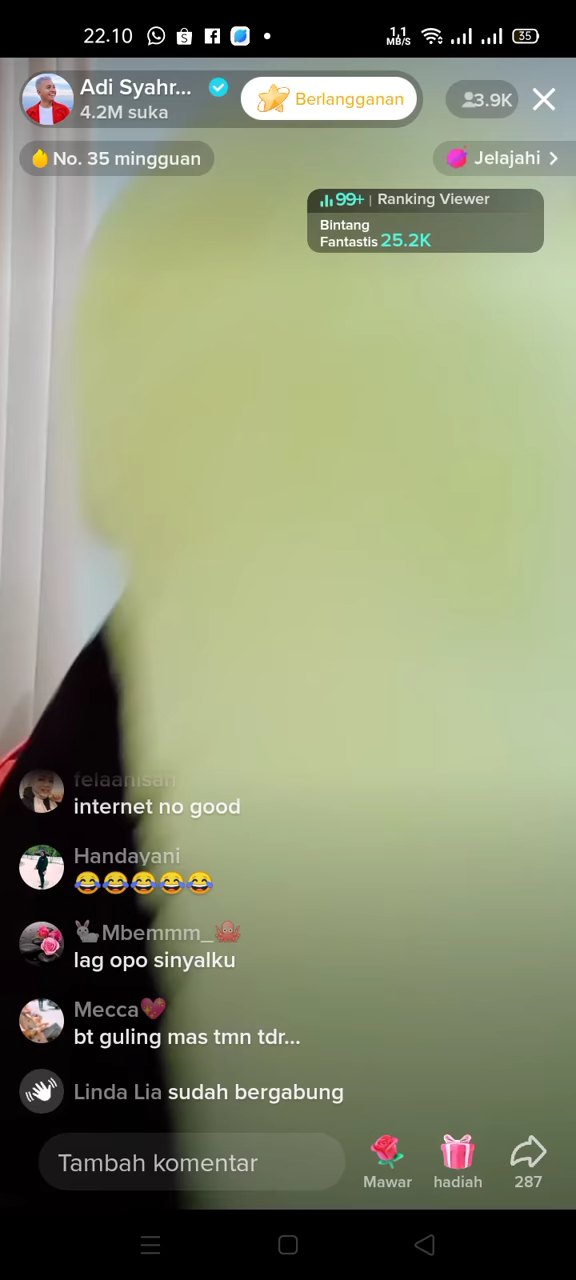 22.10
1,1
MB/S
35
Adi Syahr...
4.2M suka
Berlangganan
3.9K
No. 35 mingguan
Jelajahi
99+ | Ranking Viewer
Bintang
Fantastis 25.2K
felaanisan
internet no good
Handayani
😂😂😂😂😂
🐇Mbemmm_🐙
lag opo sinyalku
Mecca💖
bt guling mas tmn tdr...
Linda Lia sudah bergabung
Tambah komentar
Mawar
hadiah
287